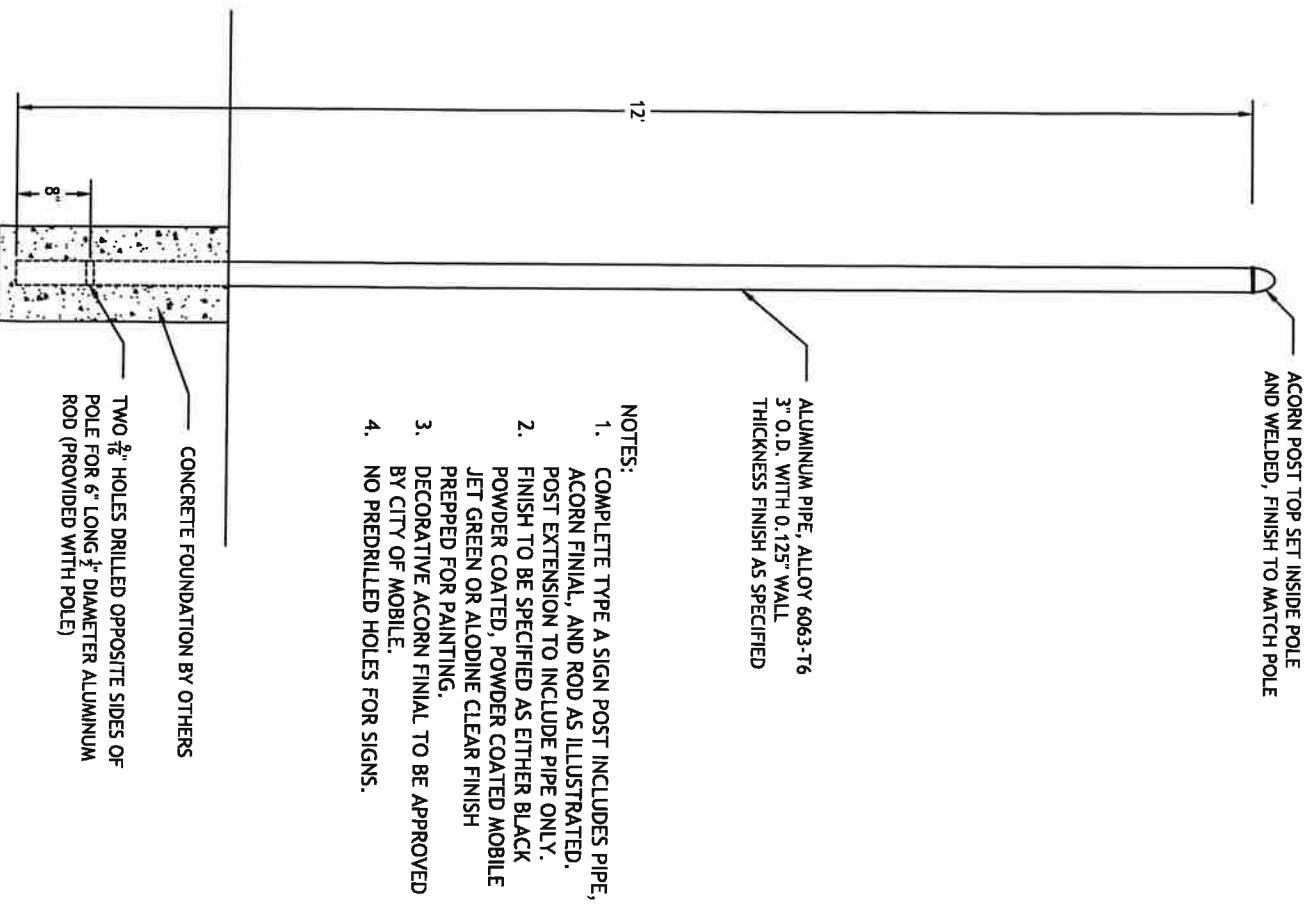 ACORN POST TOP SET INSIDE POLE
AND WELDED, FINISH TO MATCH POLE
12'
ALUMINUM PIPE, ALLOY 6063-T6
3" O.D. WITH 0.125" WALL
THICKNESS FINISH AS SPECIFIED
NOTES:
1. COMPLETE TYPE A SIGN POST INCLUDES PIPE,
ACORN FINIAL, AND ROD AS ILLUSTRATED.
POST EXTENSION TO INCLUDE PIPE ONLY.
2. FINISH TO BE SPECIFIED AS EITHER BLACK
POWDER COATED, POWDER COATED MOBILE
JET GREEN OR ALODINE CLEAR FINISH
PREPPED FOR PAINTING.
3. DECORATIVE ACORN FINIAL TO BE APPROVED
BY CITY OF MOBILE.
4. NO PREDRILLED HOLES FOR SIGNS.
8"
CONCRETE FOUNDATION BY OTHERS
TWO 9/16" HOLES DRILLED OPPOSITE SIDES OF
POLE FOR 6" LONG 1/2" DIAMETER ALUMINUM
ROD (PROVIDED WITH POLE)